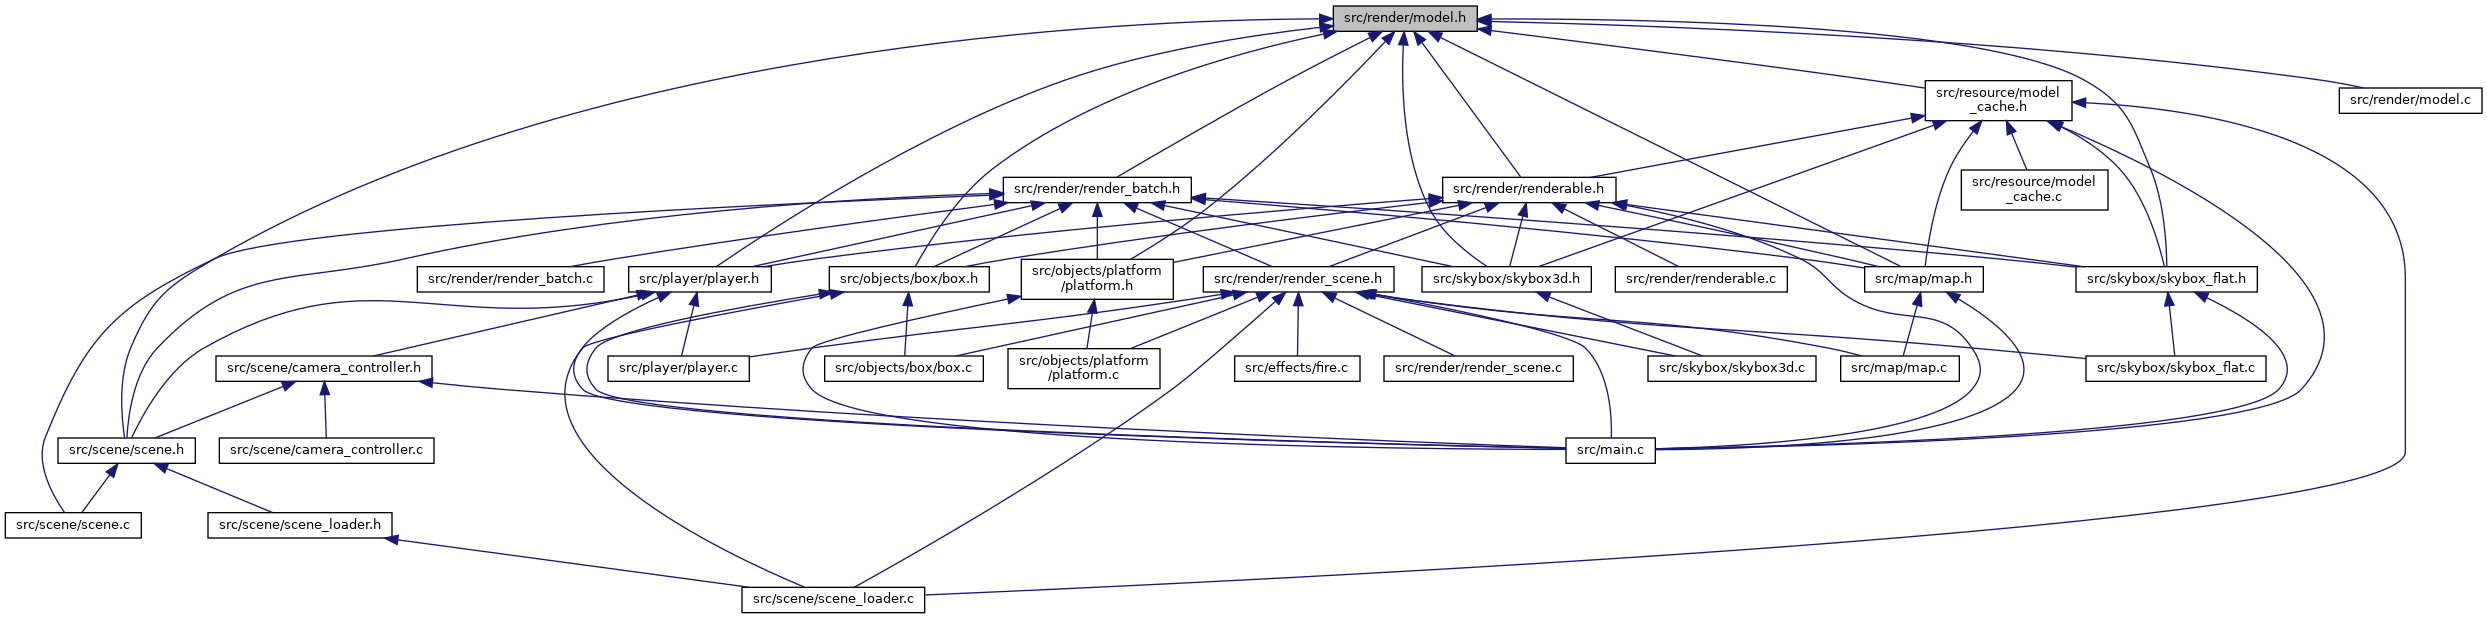 src/render/model.h
src/resource/model
_cache.h
src/render/model.c
src/render/render_batch.h
src/render/renderable.h
src/resource/model
_cache.c
src/render/render_batch.c
src/player/player.h
src/objects/box/box.h
src/objects/platform
/platform.h
src/render/render_scene.h
src/skybox/skybox3d.h
src/render/renderable.c
src/map/map.h
src/skybox/skybox_flat.h
src/scene/camera_controller.h
src/player/player.c
src/objects/box/box.c
src/objects/platform
/platform.c
src/effects/fire.c
src/render/render_scene.c
src/skybox/skybox3d.c
src/map/map.c
src/skybox/skybox_flat.c
src/scene/scene.h
src/scene/camera_controller.c
src/main.c
src/scene/scene.c
src/scene/scene_loader.h
src/scene/scene_loader.c